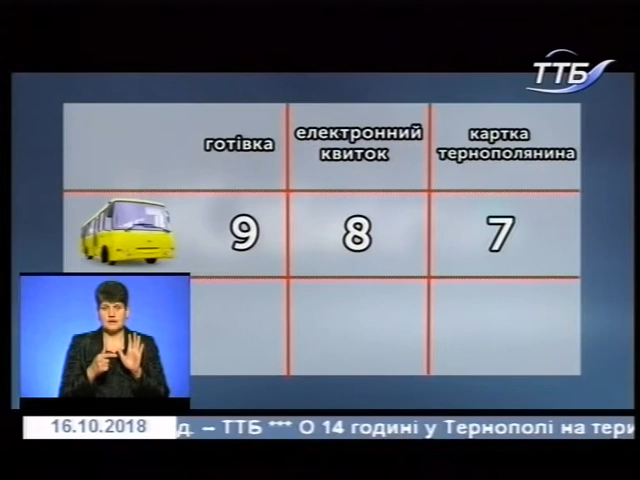 ТТБ
готівка
електронний
квиток
картка
тернополянина
9
8
7
16.10.2018
д. – ТТБ *** О 14 годині у Тернополі на тери